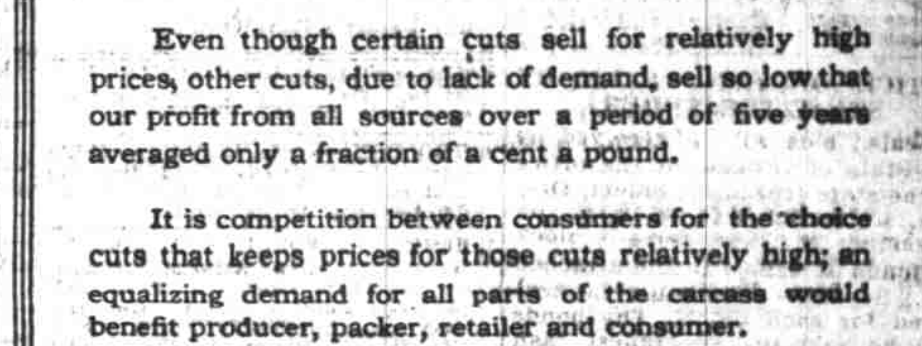 Even though certain cuts sell for relatively high
prices, other cuts, due to lack of demand, sell so low that
our profit from all sources over a period of five years
averaged only a fraction of a cent a pound.
It is competition between consumers for the choice
cuts that keeps prices for those cuts relatively high; an
equalizing demand for all parts of the carcass would
benefit producer, packer, retailer and consumer.